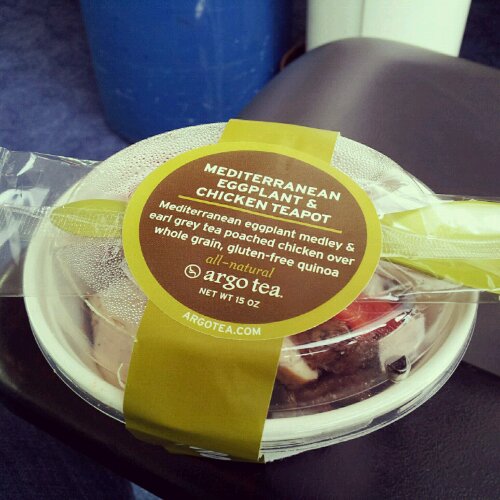 MEDITERRANEAN
EGGPLANT &
CHICKEN TEAPOT
Mediterranean eggplant medley &
earl grey tea poached chicken over
whole grain, gluten-free quinoa
all-natural
argo tea.
NET WT 15 OZ
ARGOTEA.COM